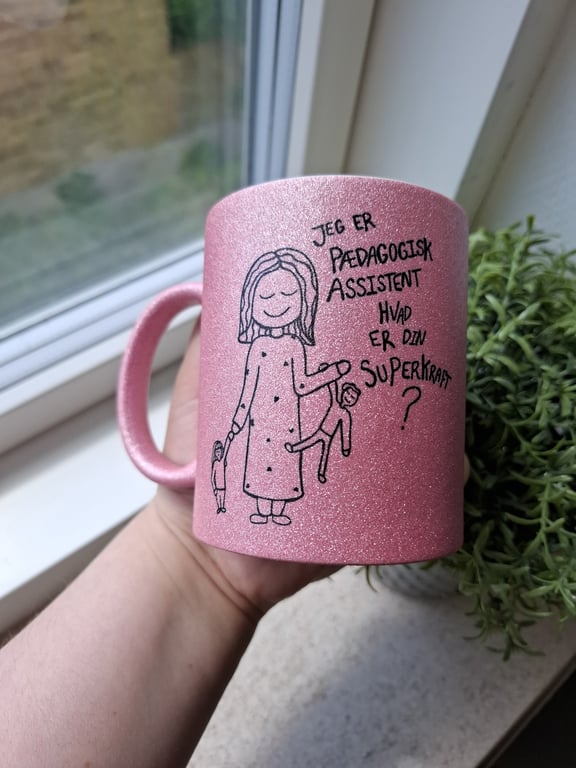 JEG ER
PÆDAGOGISK
ASSISTENT
HVAD
ER DIN
SUPERKRAFT
?